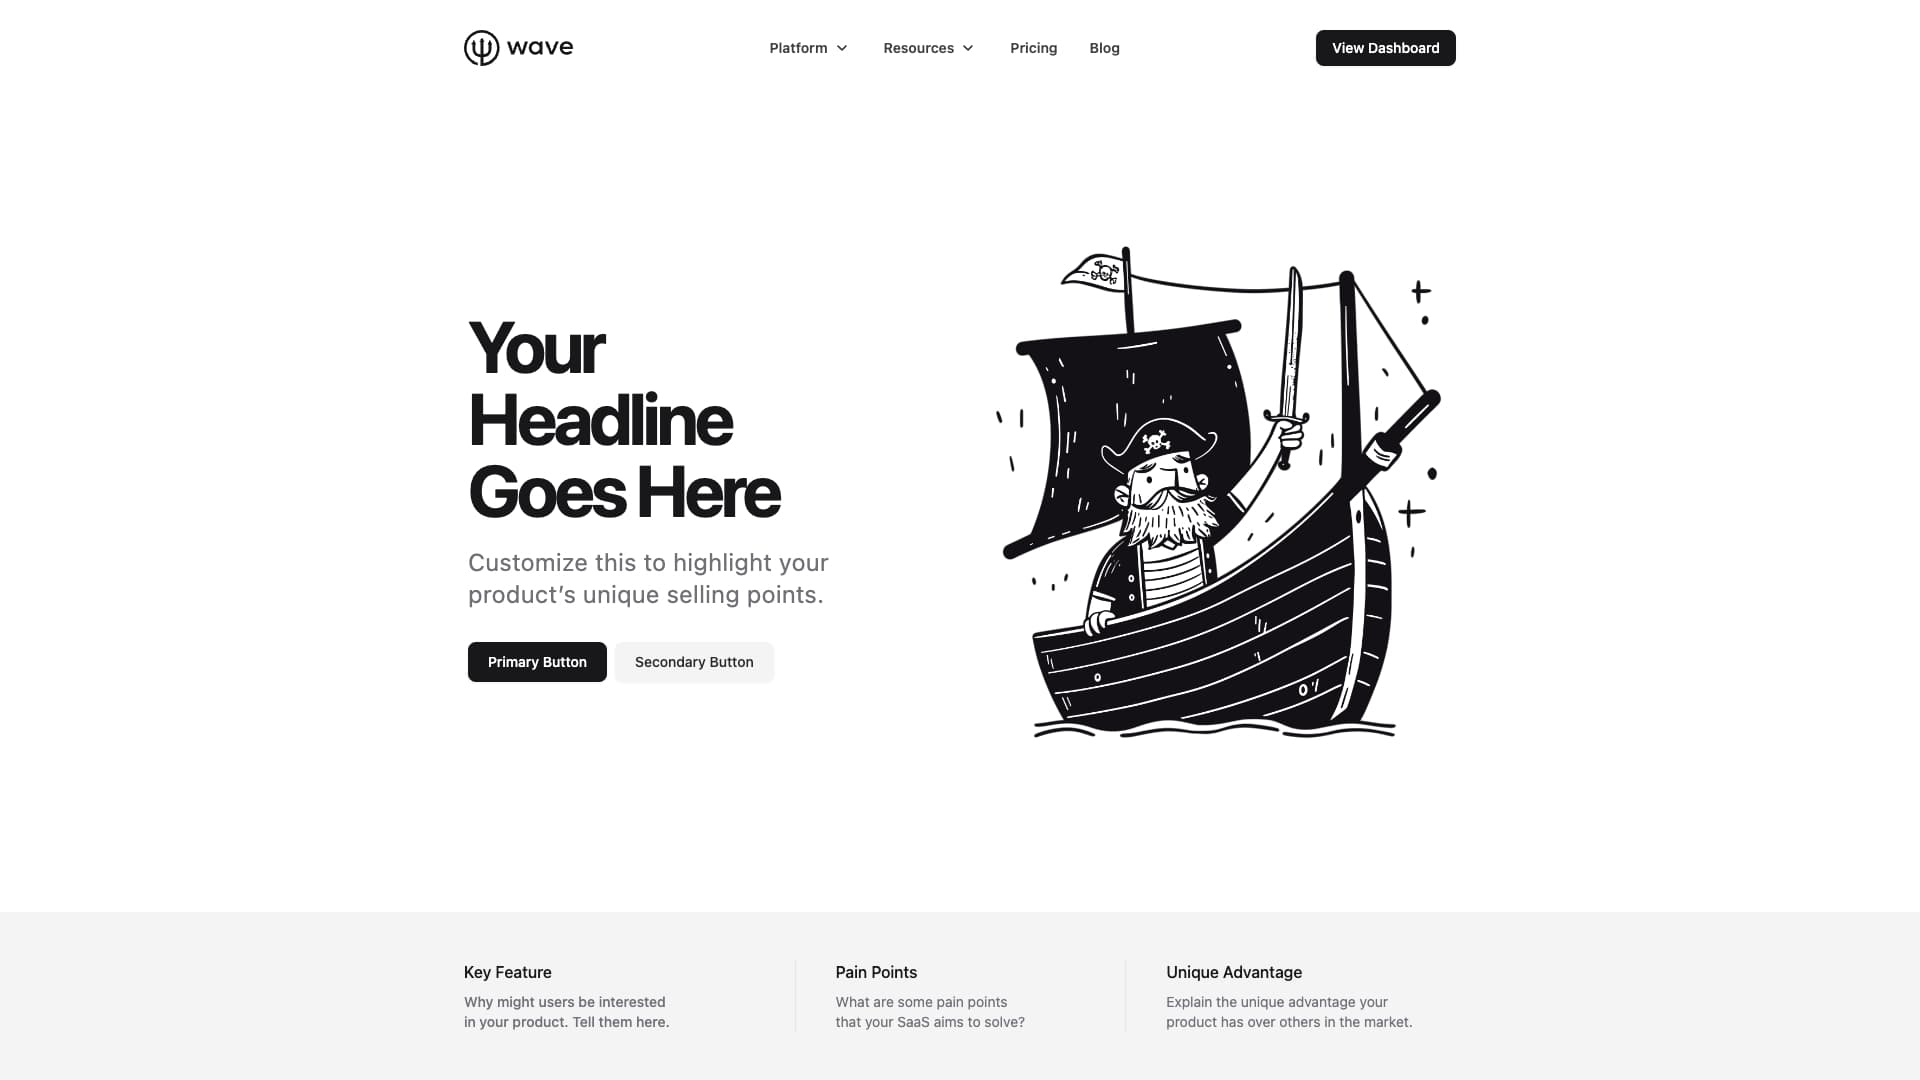 wave
Platform
Resources
Pricing
Blog
View Dashboard
Your
Headline
Goes Here
Customize this to highlight your
product's unique selling points.
Primary Button
Secondary Button
Key Feature
Why might users be interested
in your product. Tell them here.
Pain Points
What are some pain points
that your SaaS aims to solve?
Unique Advantage
Explain the unique advantage your
product has over others in the market.